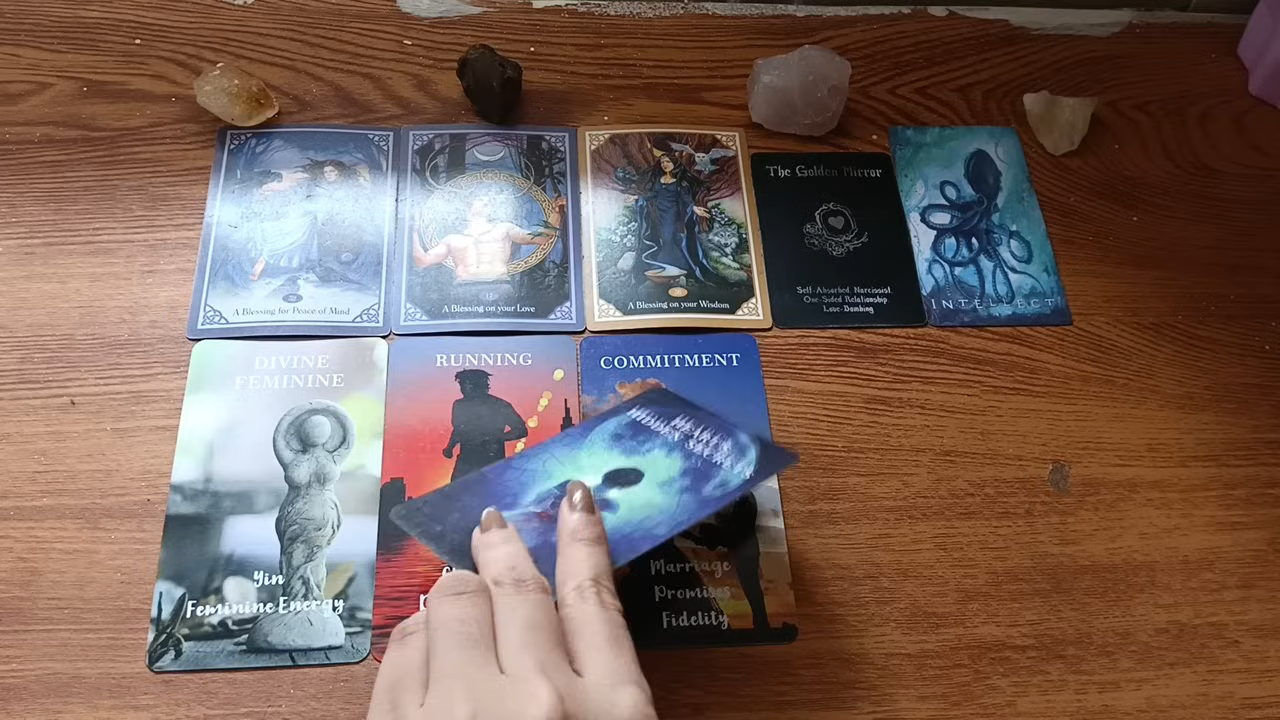 A Blessing for Peace of Mind
17
A Blessing on your Love
A Blessing on your Wisdom
The Golden Mirror
Self-Absorbed. Narcissist.
One-Sided Relationship.
Love-Bombing
INTELLECT
DIVINE
FEMININE
Yin
Feminine Energy
RUNNING
COMMITMENT
Marriage
Promises
Fidelity
HIDDEN